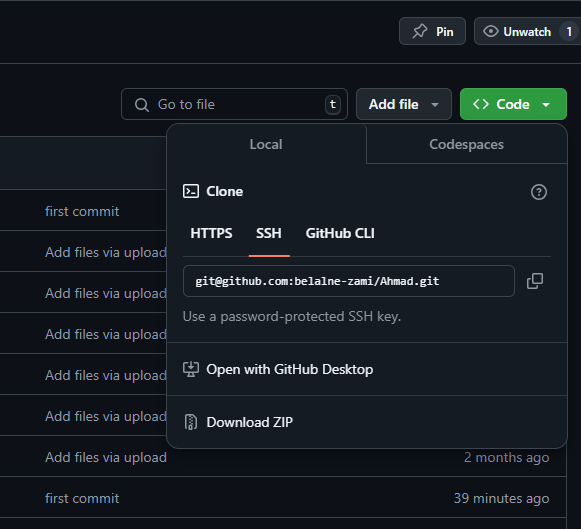 Pin
Unwatch 1
Go to file t
Add file
Code
Local
Codespaces
Clone
HTTPS
SSH
GitHub CLI
git@github.com:belalne-zami/Ahmad.git
Use a password-protected SSH key.
Open with GitHub Desktop
Download ZIP
first commit
Add files via upload
Add files via upload
Add files via upload
Add files via upload
Add files via upload
Add files via upload 2 months ago
first commit 39 minutes ago